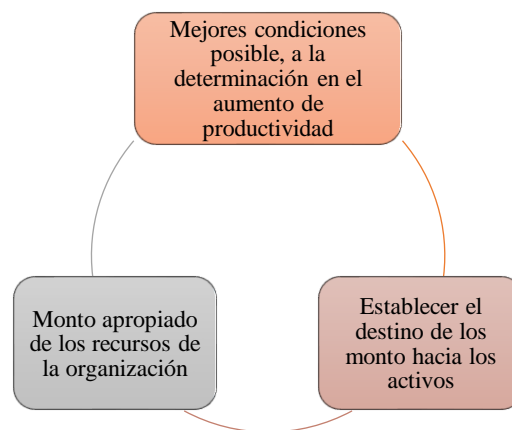 Mejores condiciones
posible, a la
determinación en el
aumento de
productividad
Monto apropiado
de los recursos de
la organización
Establecer el
destino de los
monto hacia los
activos